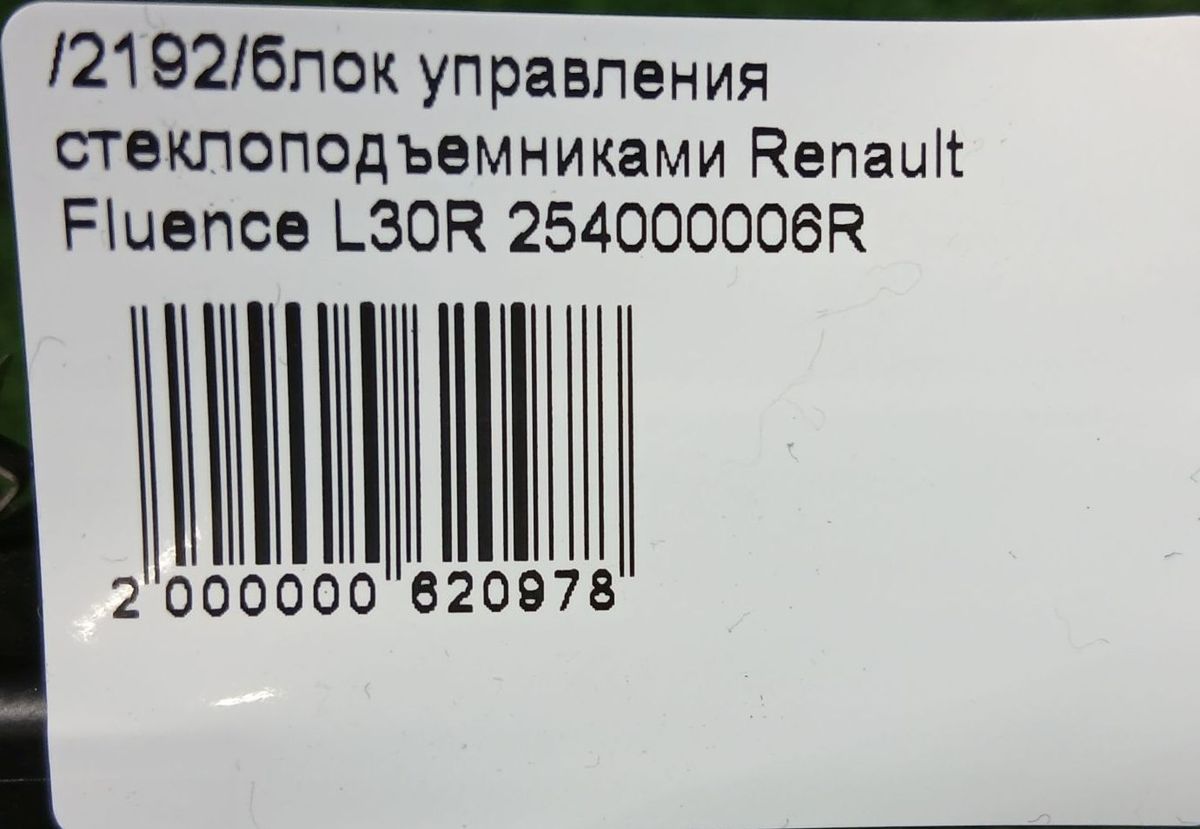 /2192/блок управления
стеклоподъемниками Renault
Fluence L30R 254000006R
2 000000 620978